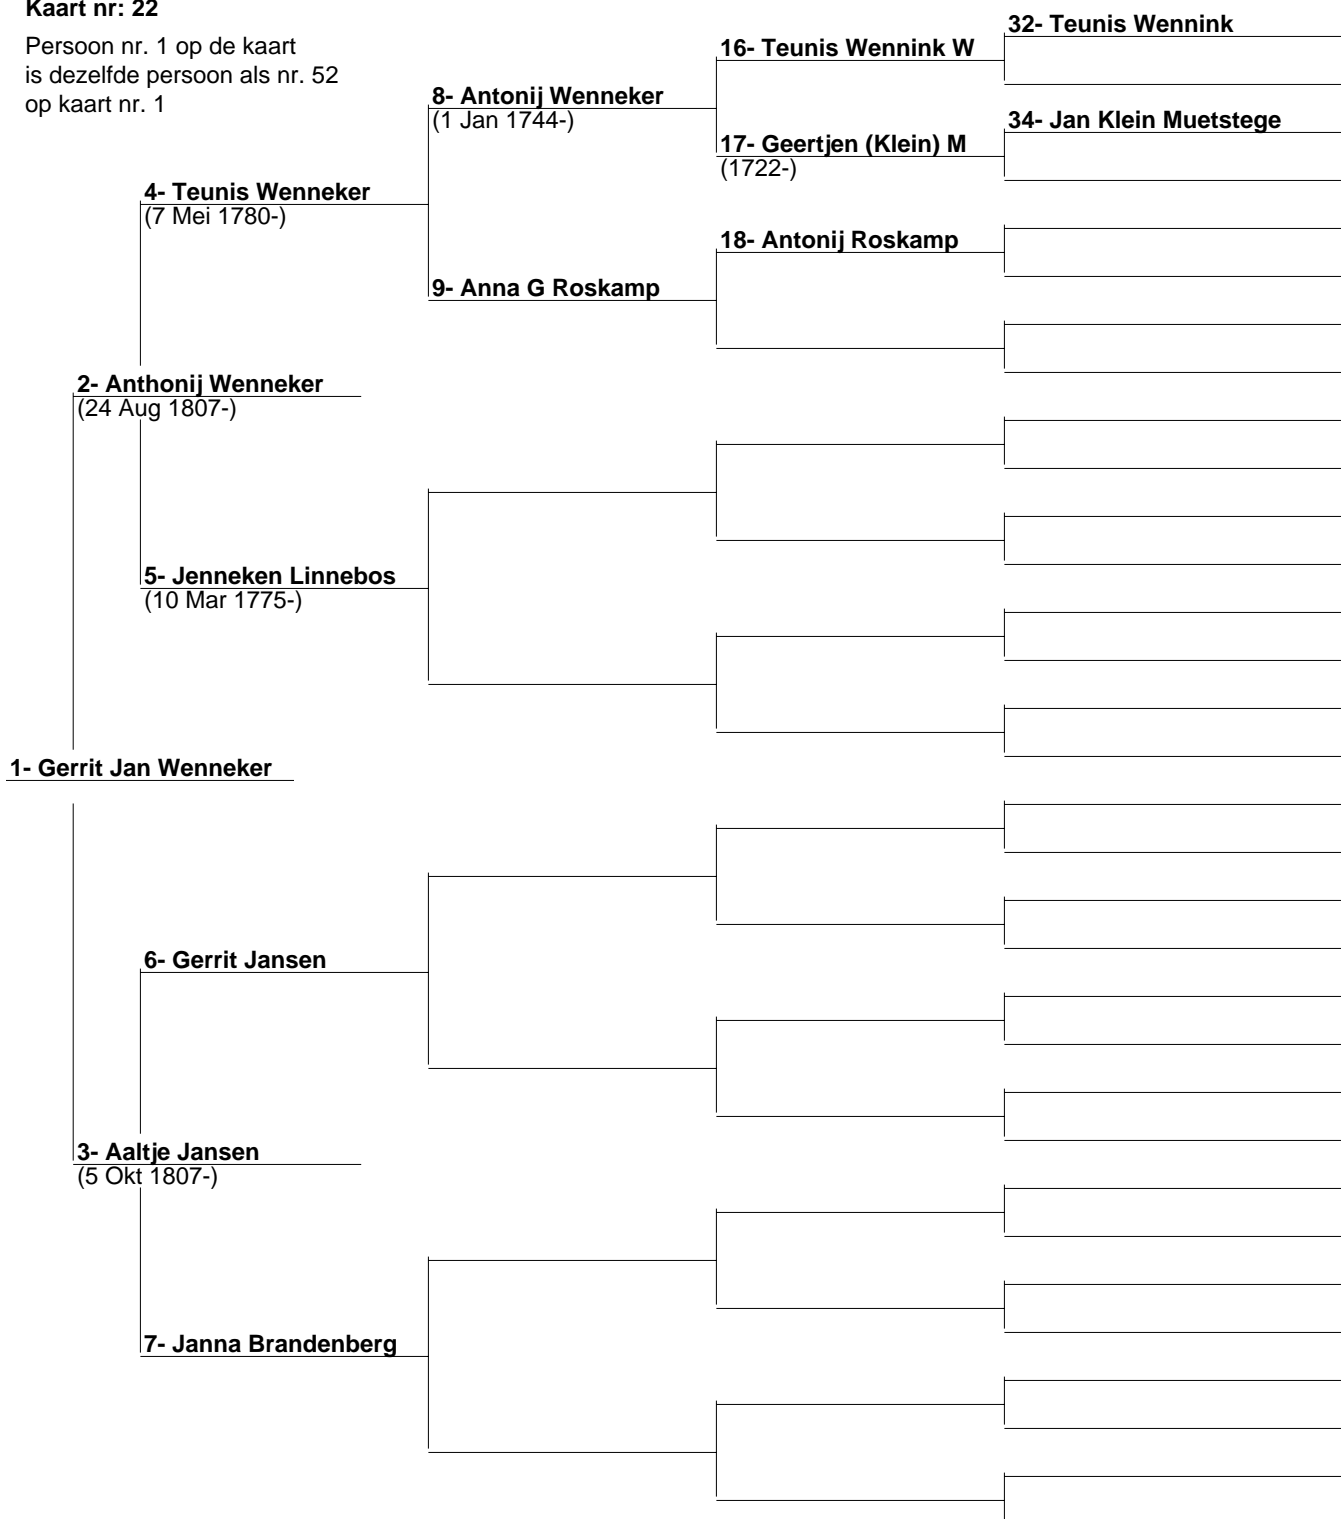 Kaart nr: 22
Persoon nr. 1 op de kaart
is dezelfde persoon als nr. 52
op kaart nr. 1
32- Teunis Wennink
16- Teunis Wennink W
8- Antonij Wenneker
(1 Jan 1744-)
34- Jan Klein Muetstege
17- Geertjen (Klein) M
(1722-)
4- Teunis Wenneker
(7 Mei 1780-)
18- Antonij Roskamp
9- Anna G Roskamp
2- Anthonij Wenneker
(24 Aug 1807-)
5- Jenneken Linnebos
(10 Mar 1775-)
1- Gerrit Jan Wenneker
6- Gerrit Jansen
3- Aaltje Jansen
(5 Okt 1807-)
7- Janna Brandenberg